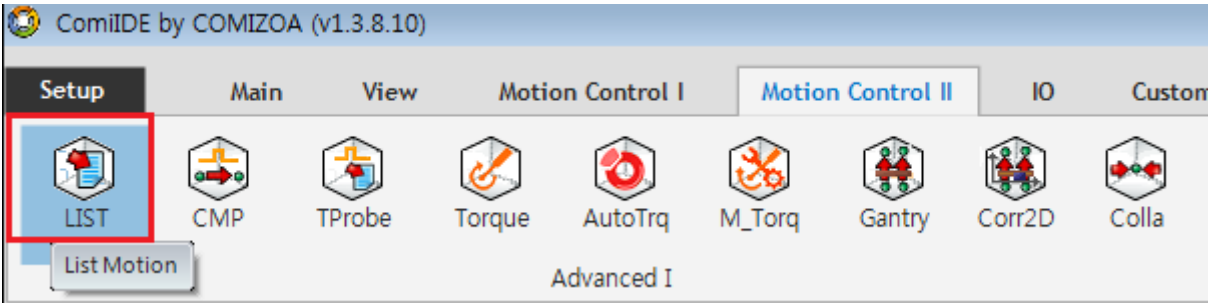 ComiIDE by COMIZOA (v1.3.8.10)
Setup Main View Motion Control I Motion Control II IO Custom
LIST CMP TProbe Torque AutoTrq M_Torq Gantry Corr2D Colla
List Motion
Advanced I